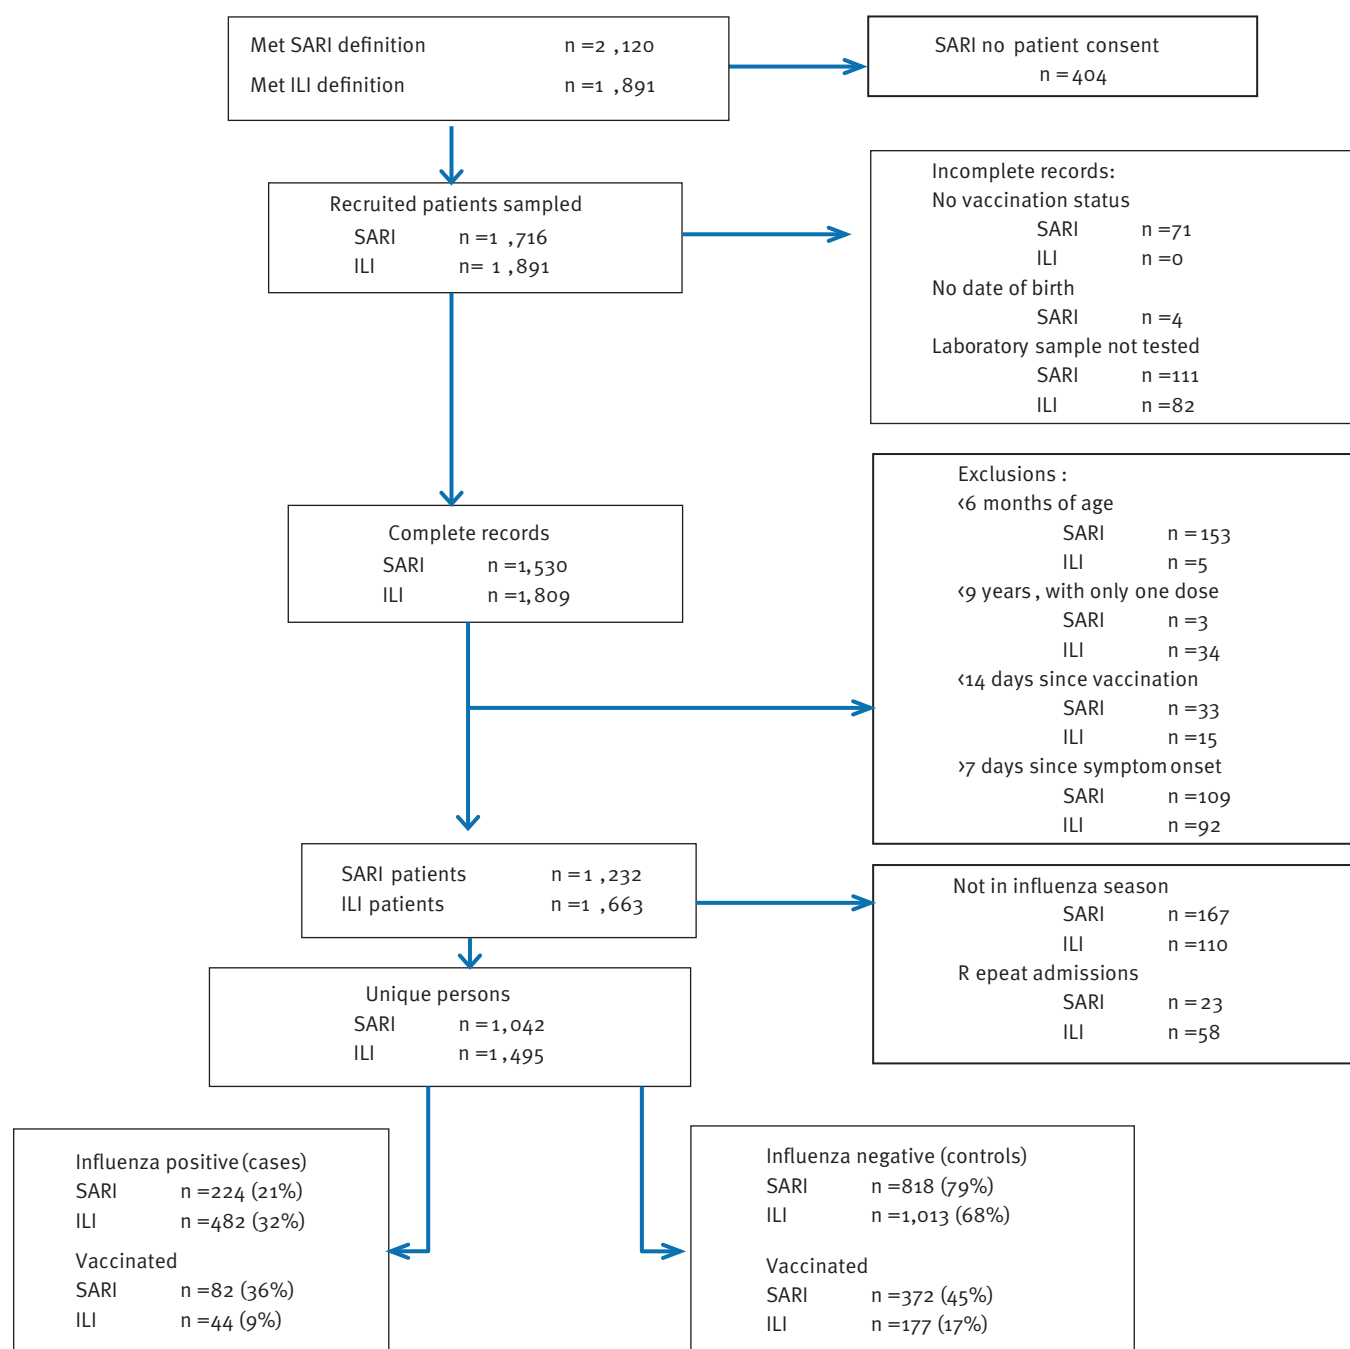 Met SARI definition n =2 ,120
Met ILI definition n =1 ,891
SARI no patient consent
n = 404
Recruited patients sampled
SARI n =1 ,716
ILI n= 1 ,891
Incomplete records:
No vaccination status
SARI n =71
ILI n =0
No date of birth
SARI n =4
Laboratory sample not tested
SARI n =111
ILI n =82
Complete records
SARI n =1,530
ILI n =1,809
Exclusions :
<6 months of age
SARI n = 153
ILI n =5
<9 years , with only one dose
SARI n =3
ILI n =34
<14 days since vaccination
SARI n =33
ILI n =15
>7 days since symptom onset
SARI n =109
ILI n =92
SARI patients n = 1 ,232
ILI patients n =1 ,663
Not in influenza season
SARI n =167
ILI n =110
R epeat admissions
SARI n = 23
ILI n =58
Unique persons
SARI n = 1,042
ILI n =1 ,495
Influenza positive (cases)
SARI n =224 (21%)
ILI n =482 (32%)
Vaccinated
SARI n =82 (36%)
ILI n =44 (9%)
Influenza negative (controls)
SARI n =818 (79%)
ILI n =1,013 (68%)
Vaccinated
SARI n =372 (45%)
ILI n =177 (17%)